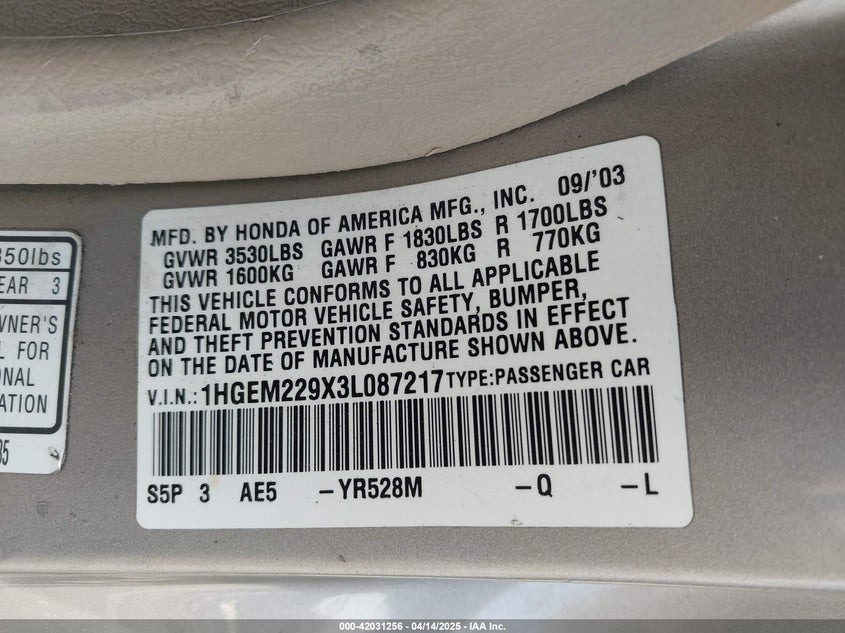 350lbs
EAR 3
WNER'S
L FOR
ONAL
ATION
35
MFD. BY HONDA OF AMERICA MFG., INC. 09/'03
GVWR 3530LBS GAWR F 1830LBS R 1700LBS
GVWR 1600KG GAWR F 830KG R 770KG
THIS VEHICLE CONFORMS TO ALL APPLICABLE
FEDERAL MOTOR VEHICLE SAFETY, BUMPER,
AND THEFT PREVENTION STANDARDS IN EFFECT
ON THE DATE OF MANUFACTURE SHOWN ABOVE.
V.I.N.: 1HGEM229X3L087217 TYPE:PASSENGER CAR
S5P 3 AE5 -YR528M -Q -L
000-42031256 - 04/14/2025 - IAA Inc.